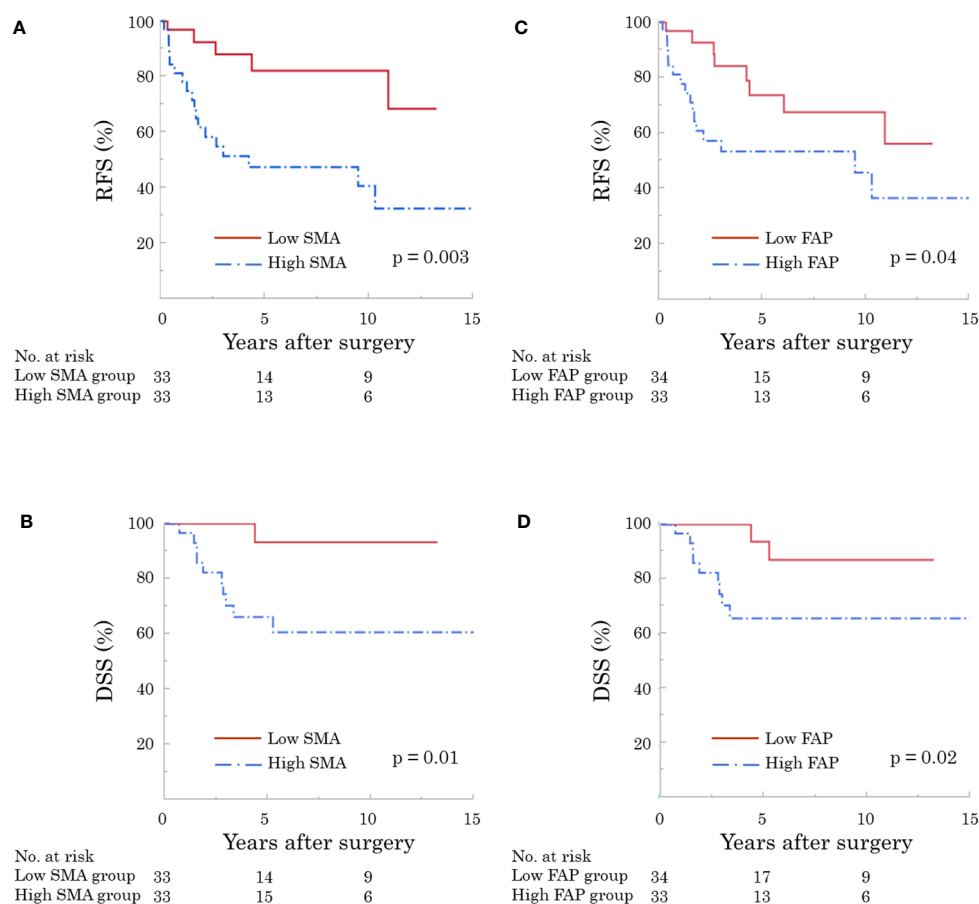 A
100
80
60
40
20
RFS (%)
Low SMA
High SMA
p = 0.003
0 5 10 15
Years after surgery
No. at risk
Low SMA group 33 14 9
High SMA group 33 13 6
C
100
80
60
40
20
RFS (%)
Low FAP
High FAP
p = 0.04
0 5 10 15
Years after surgery
No. at risk
Low FAP group 34 15 9
High FAP group 33 13 6
B
100
80
60
40
20
DSS (%)
Low SMA
High SMA
p = 0.01
0 5 10 15
Years after surgery
No. at risk
Low SMA group 33 14 9
High SMA group 33 15 6
D
100
80
60
40
20
DSS (%)
Low FAP
High FAP
p = 0.02
0 5 10 15
Years after surgery
No. at risk
Low FAP group 34 17 9
High FAP group 33 13 6